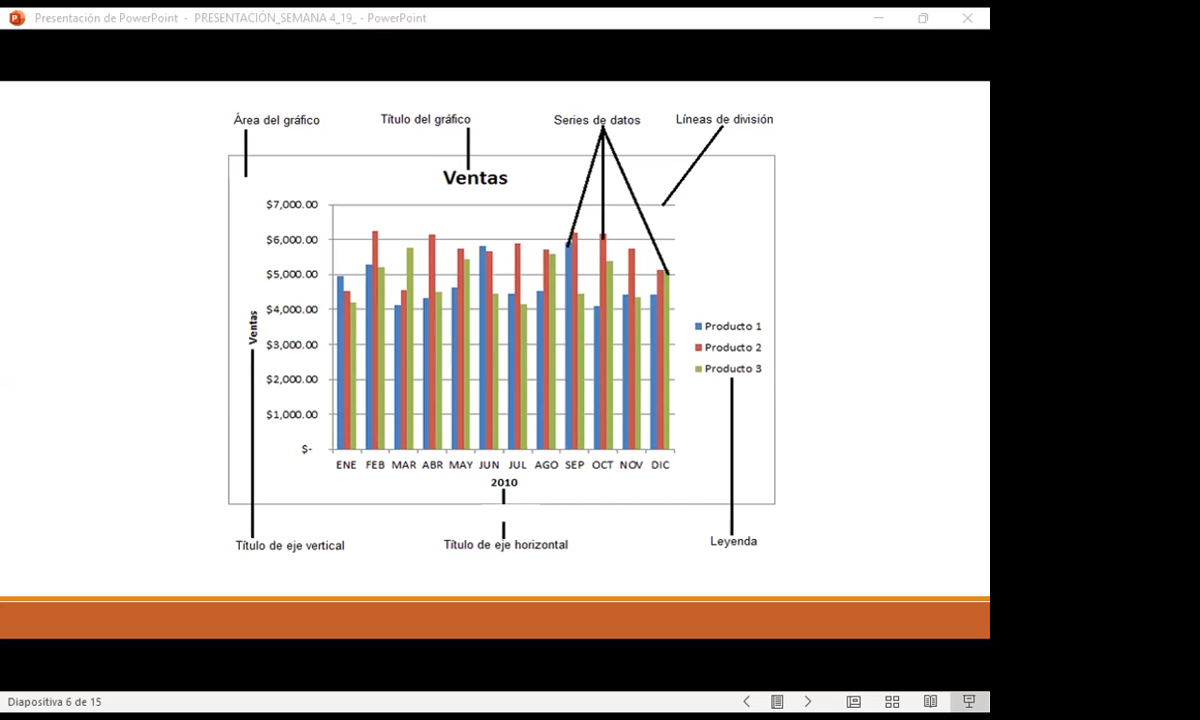 Presentación de PowerPoint - PRESENTACIÓN_SEMANA 4_19_ - PowerPoint
Área del gráfico
Título del gráfico
Series de datos
Líneas de división
Ventas
$7,000.00
$6,000.00
$5,000.00
$4,000.00
$3,000.00
$2,000.00
$1,000.00
$-
Ventas
ENE FEB MAR ABR MAY JUN JUL AGO SEP OCT NOV DIC
2010
Producto 1
Producto 2
Producto 3
Título de eje vertical
Título de eje horizontal
Leyenda
Diapositiva 6 de 15